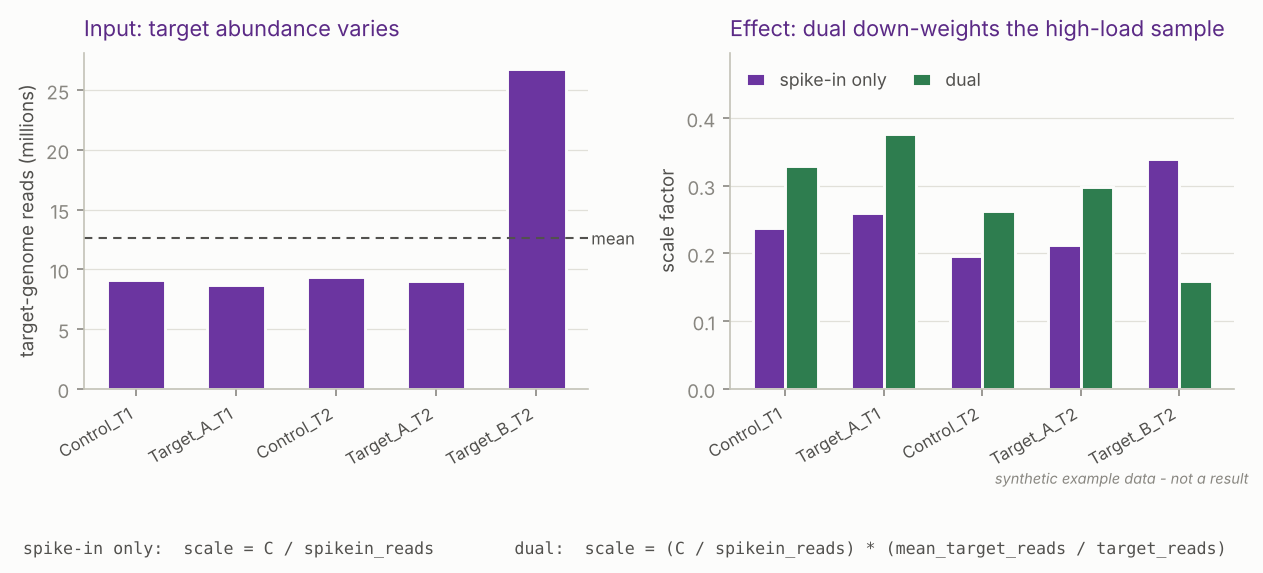 Input: target abundance varies
target-genome reads (millions)
25
20
15
10
5
0
mean
Control_T1
Target_A_T1
Control_T2
Target_A_T2
Target_B_T2
Effect: dual down-weights the high-load sample
spike-in only
dual
scale factor
0.4
0.3
0.2
0.1
0.0
Control_T1
Target_A_T1
Control_T2
Target_A_T2
Target_B_T2
synthetic example data - not a result
spike-in only:  scale = C / spikein_reads
dual:  scale = (C / spikein_reads) * (mean_target_reads / target_reads)